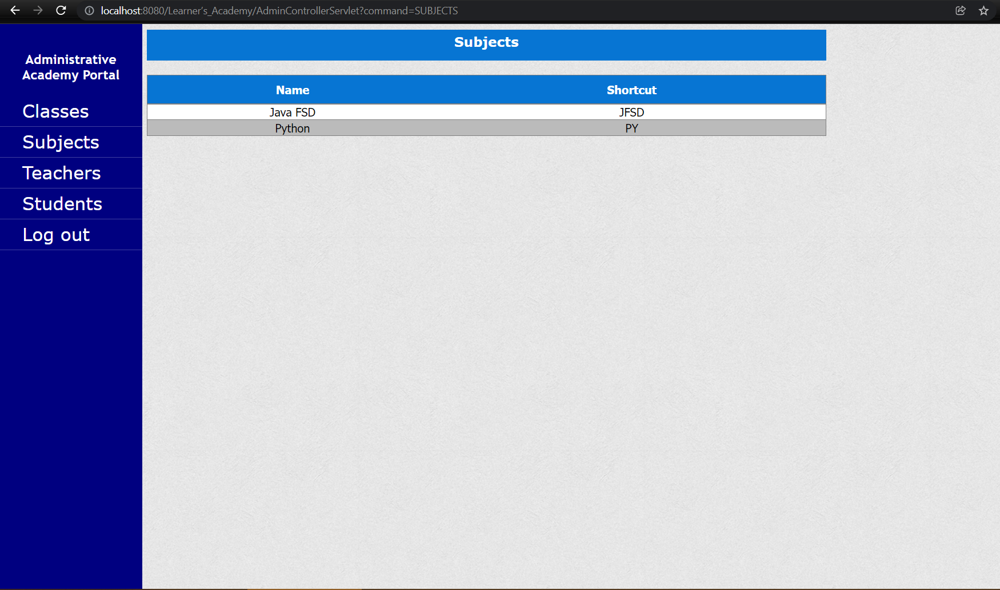 localhost:8080/Learner's_Academy/AdminControllerServlet?command=SUBJECTS
Administrative
Academy Portal
Classes
Subjects
Teachers
Students
Log out
Subjects
Name Shortcut
Java FSD JFSD
Python PY